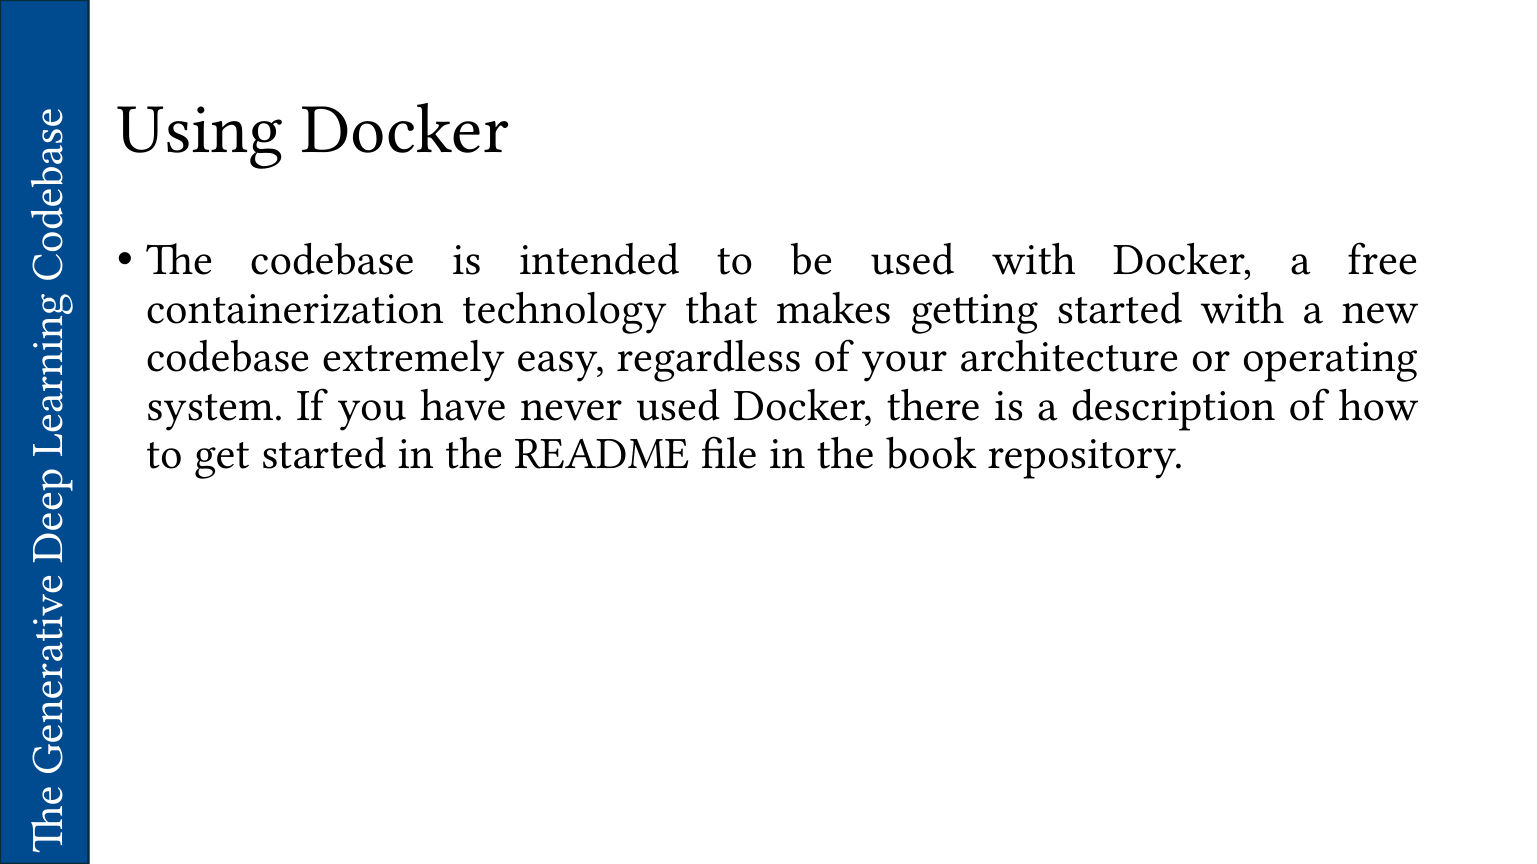 The Generative Deep Learning Codebase
Using Docker
• The codebase is intended to be used with Docker, a free
containerization technology that makes getting started with a new
codebase extremely easy, regardless of your architecture or operating
system. If you have never used Docker, there is a description of how
to get started in the README file in the book repository.